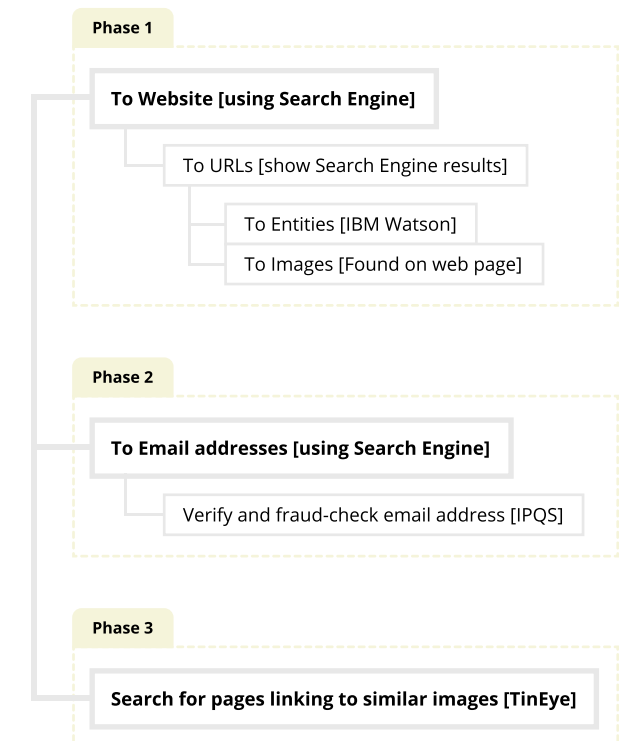 Phase 1
To Website [using Search Engine]
To URLs [show Search Engine results]
To Entities [IBM Watson]
To Images [Found on web page]
Phase 2
To Email addresses [using Search Engine]
Verify and fraud-check email address [IPQS]
Phase 3
Search for pages linking to similar images [TinEye]